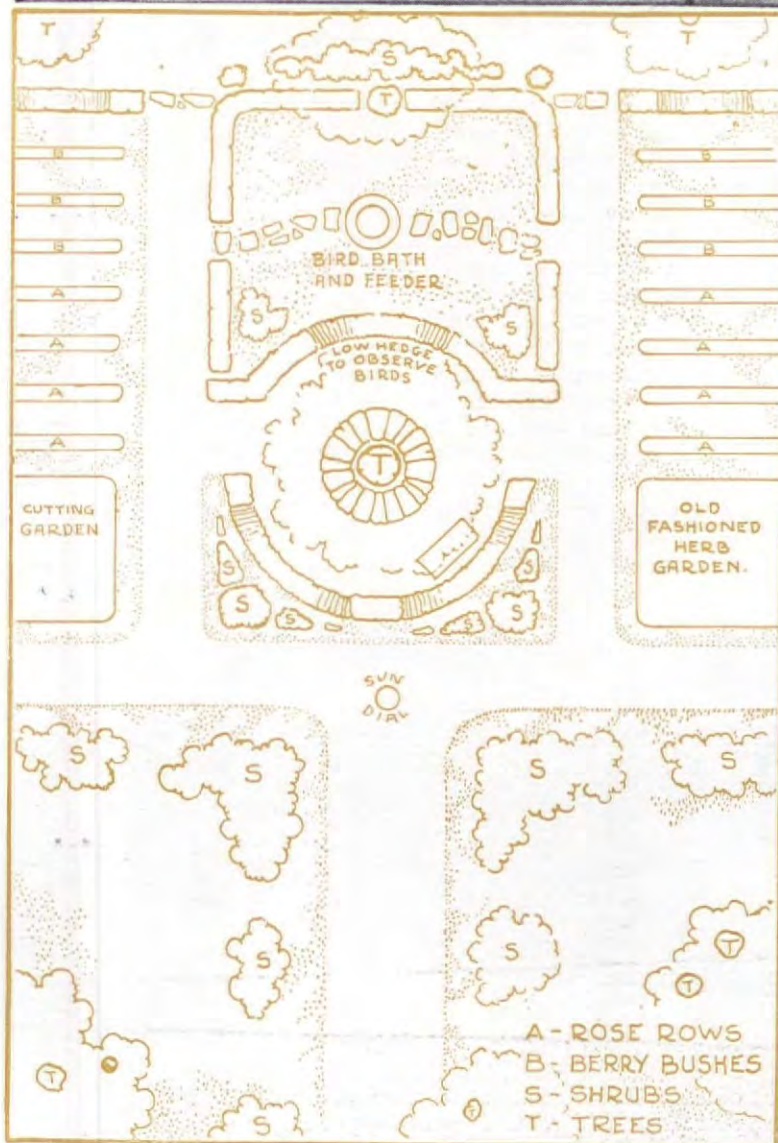 T
S
T
T
B
B
B
B
B
B
BIRD BATH
AND FEEDER
A
A
S
S
LOW HEDGE
TO OBSERVE
BIRDS
A
A
A
A
T
A
A
CUTTING
GARDEN
OLD
FASHIONED
HERB
GARDEN.
A
S
S
S
S
S
S
SUN
DIAL
S
S
S
S
S
S
T
T
T
T
S
A - ROSE ROWS
B - BERRY BUSHES
S - SHRUBS
T - TREES